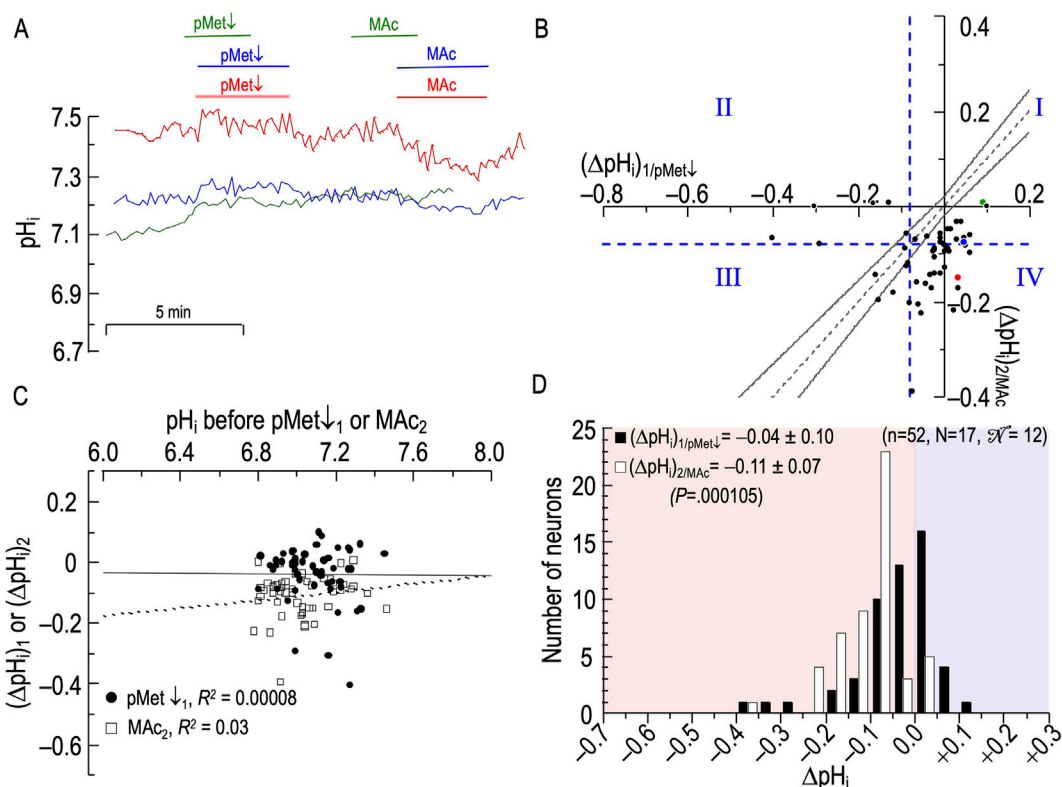 A
pMet↓ MAc
pMet↓ MAc
pMet↓ MAc
7.5
7.3
7.1
6.9
6.7
pHi
5 min
B
0.4
0.2
−0.2
−0.4
II
I
III
IV
(ΔpHi)1/pMet↓
−0.8 −0.6 −0.4 −0.2 0.2
(ΔpHi)2/MAc
C
pHi before pMet↓1 or MAc2
6.0 6.4 6.8 7.2 7.6 8.0
0.2
0
−0.2
−0.4
−0.6
(ΔpHi)1 or (ΔpHi)2
pMet ↓1, R² = 0.00008
MAc2, R² = 0.03
D
(ΔpHi)1/pMet↓= −0.04 ± 0.10
(ΔpHi)2/MAc= −0.11 ± 0.07
(P=.000105)
(n=52, N=17, 𝒩 = 12)
25
20
15
10
5
0
Number of neurons
−0.7 −0.6 −0.5 −0.4 −0.3 −0.2 −0.1 0.0 +0.1 +0.2 +0.3
ΔpHi